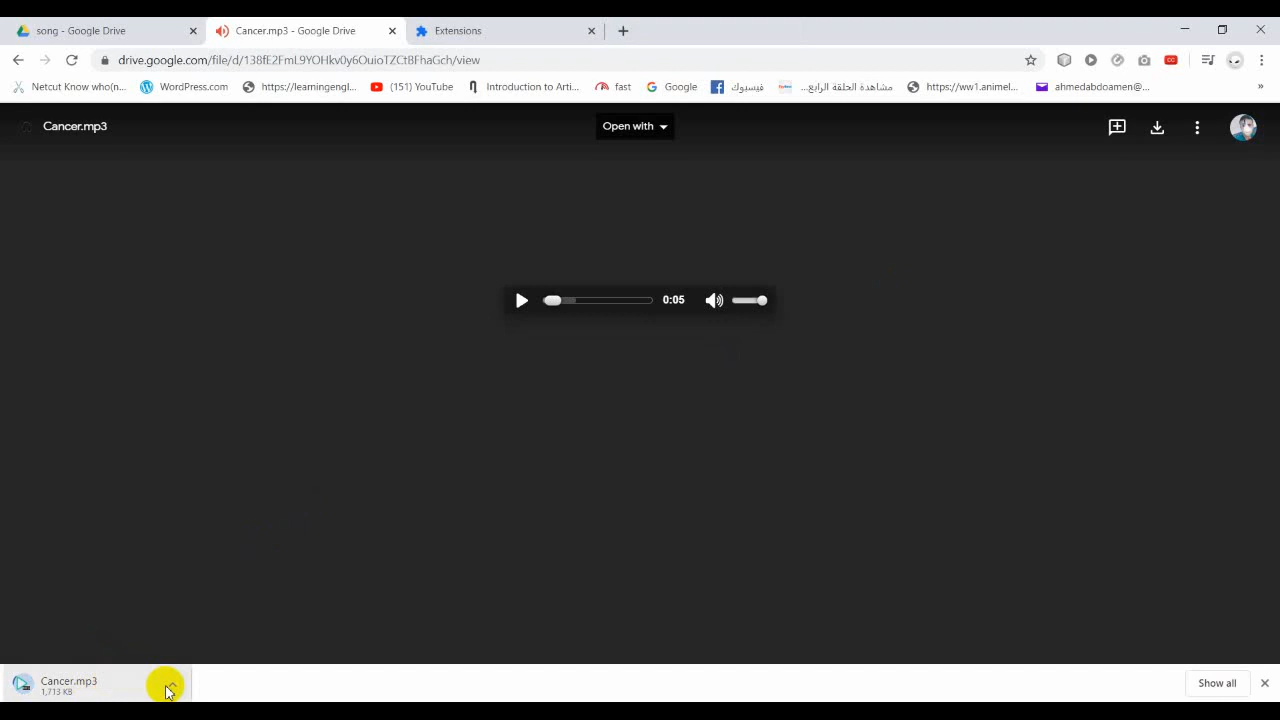 song - Google Drive
Cancer.mp3 - Google Drive
Extensions
drive.google.com/file/d/138fE2FmL9YOHkv0y6OuioTZCtBFhaGch/view
Netcut Know who(n...
WordPress.com
https://learningengl...
(151) YouTube
Introduction to Arti...
fast
Google
فيسبوك
مشاهدة الحلقة الرابع...
https://ww1.animel...
ahmedabdoamen@...
Cancer.mp3
Open with
0:05
Cancer.mp3
1,713 KB
Show all